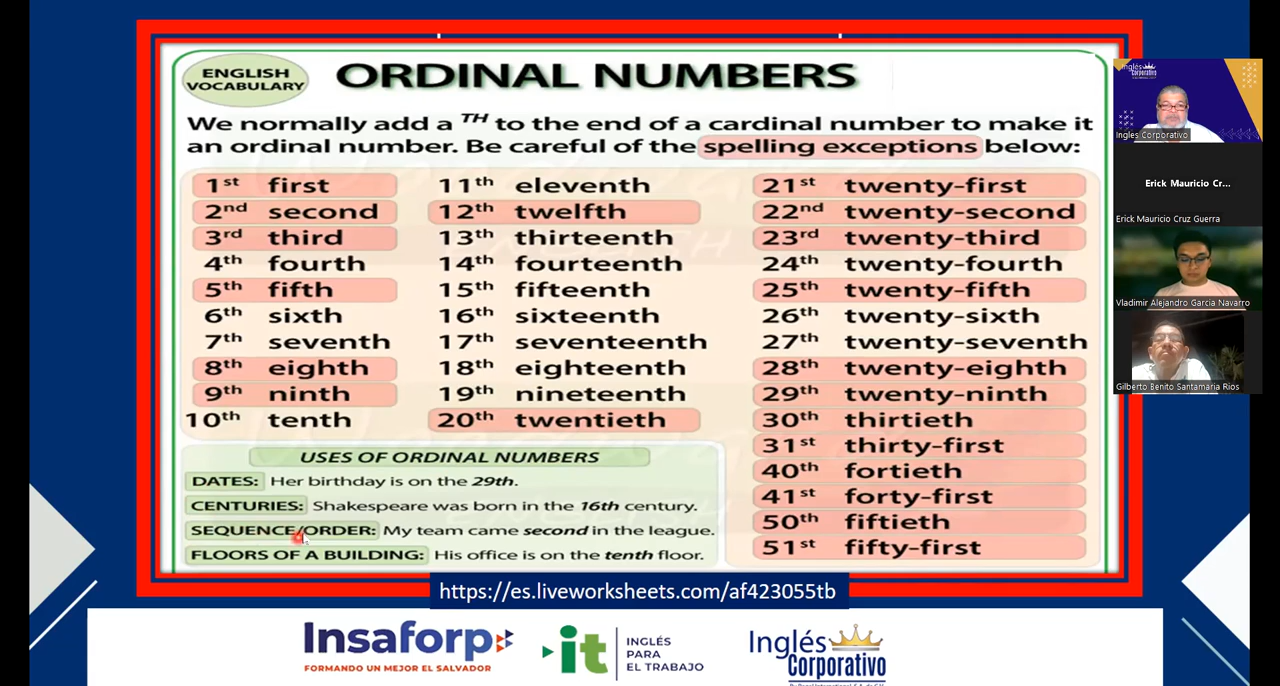 ENGLISH
VOCABULARY
ORDINAL NUMBERS
We normally add a TH to the end of a cardinal number to make it
an ordinal number. Be careful of the spelling exceptions below:
1st first
2nd second
3rd third
4th fourth
5th fifth
6th sixth
7th seventh
8th eighth
9th ninth
10th tenth
11th eleventh
12th twelfth
13th thirteenth
14th fourteenth
15th fifteenth
16th sixteenth
17th seventeenth
18th eighteenth
19th nineteenth
20th twentieth
21st twenty-first
22nd twenty-second
23rd twenty-third
24th twenty-fourth
25th twenty-fifth
26th twenty-sixth
27th twenty-seventh
28th twenty-eighth
29th twenty-ninth
30th thirtieth
31st thirty-first
40th fortieth
41st forty-first
50th fiftieth
51st fifty-first
USES OF ORDINAL NUMBERS
DATES: Her birthday is on the 29th.
CENTURIES: Shakespeare was born in the 16th century.
SEQUENCE/ORDER: My team came second in the league.
FLOORS OF A BUILDING: His office is on the tenth floor.
https://es.liveworksheets.com/af423055tb
Insaforp
FORMANDO UN MEJOR EL SALVADOR
it
INGLÉS
PARA
EL TRABAJO
Inglés
Corporativo
Inglés
Corporativo
Ingles Corporativo
Erick Mauricio Cr...
Erick Mauricio Cruz Guerra
Vladimir Alejandro Garcia Navarro
Gilberto Benito Santamaria Rios